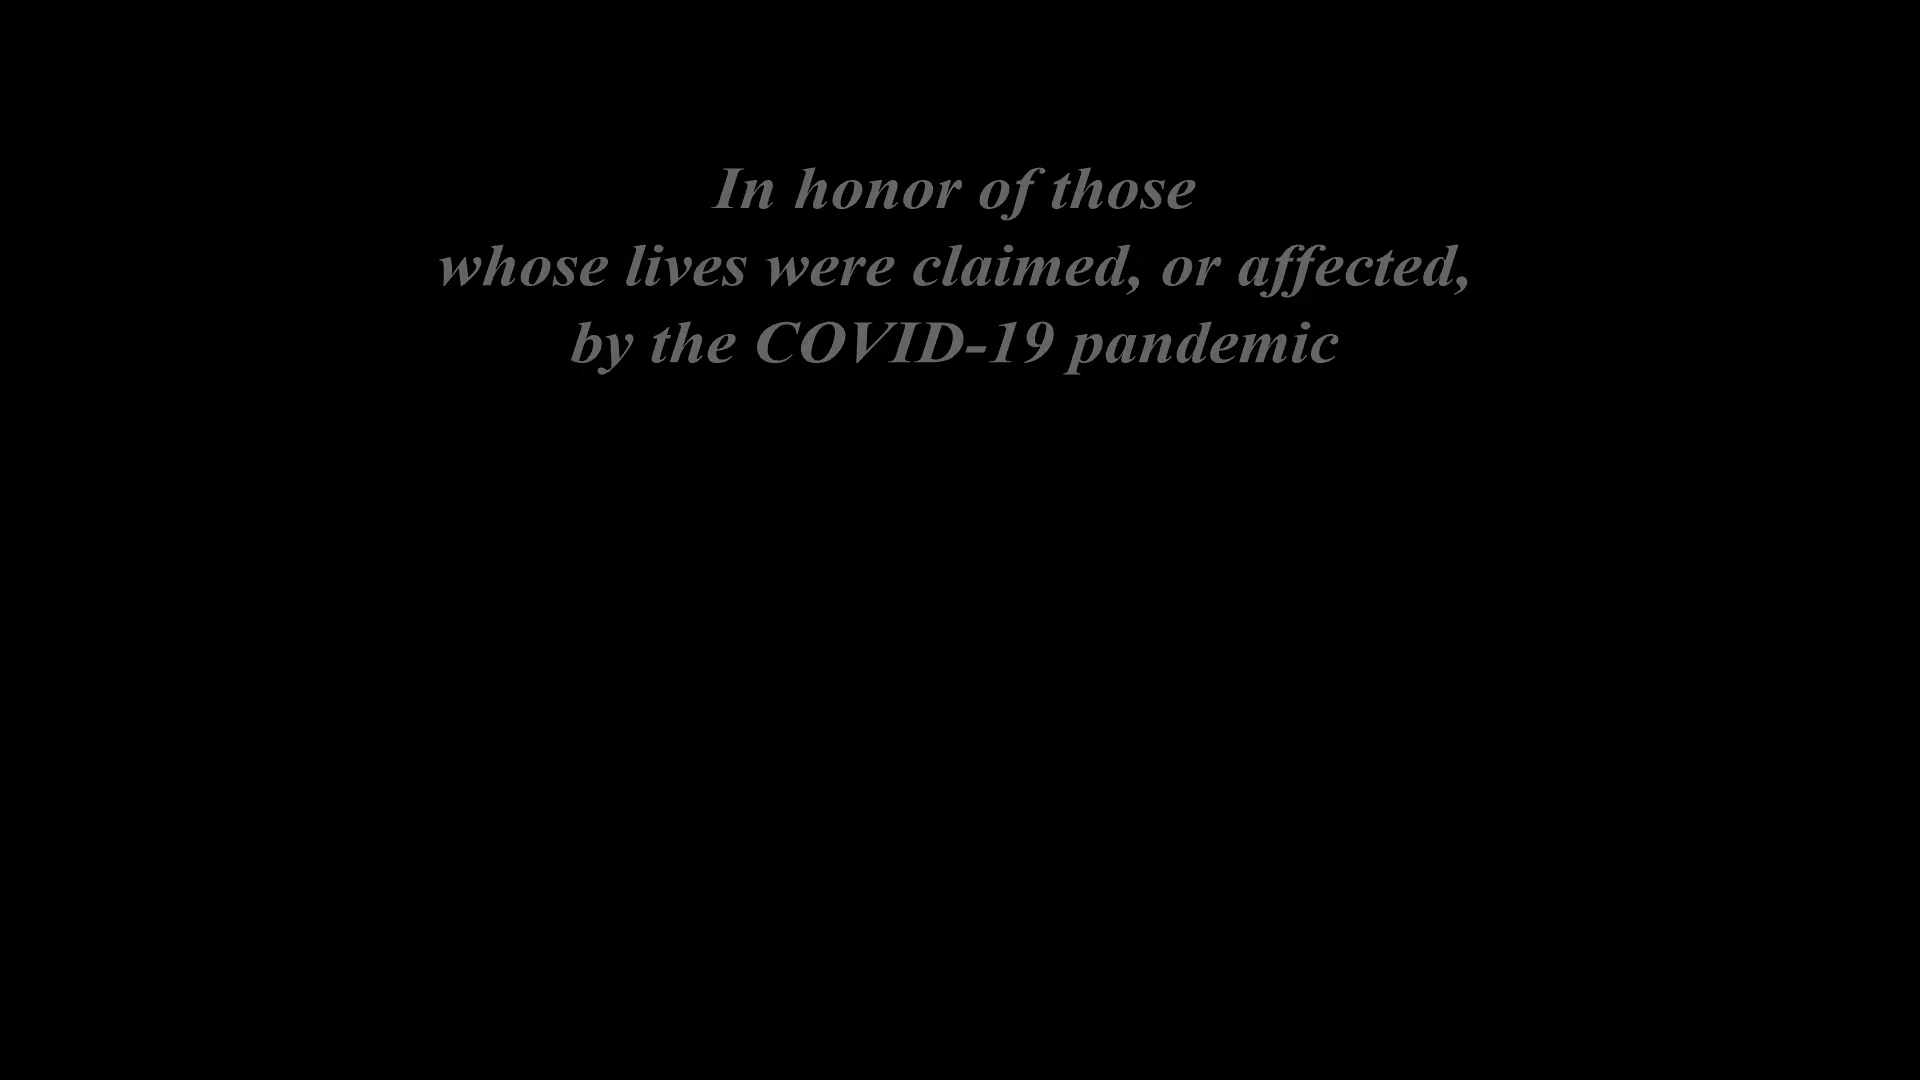 In honor of those
whose lives were claimed, or affected,
by the COVID-19 pandemic